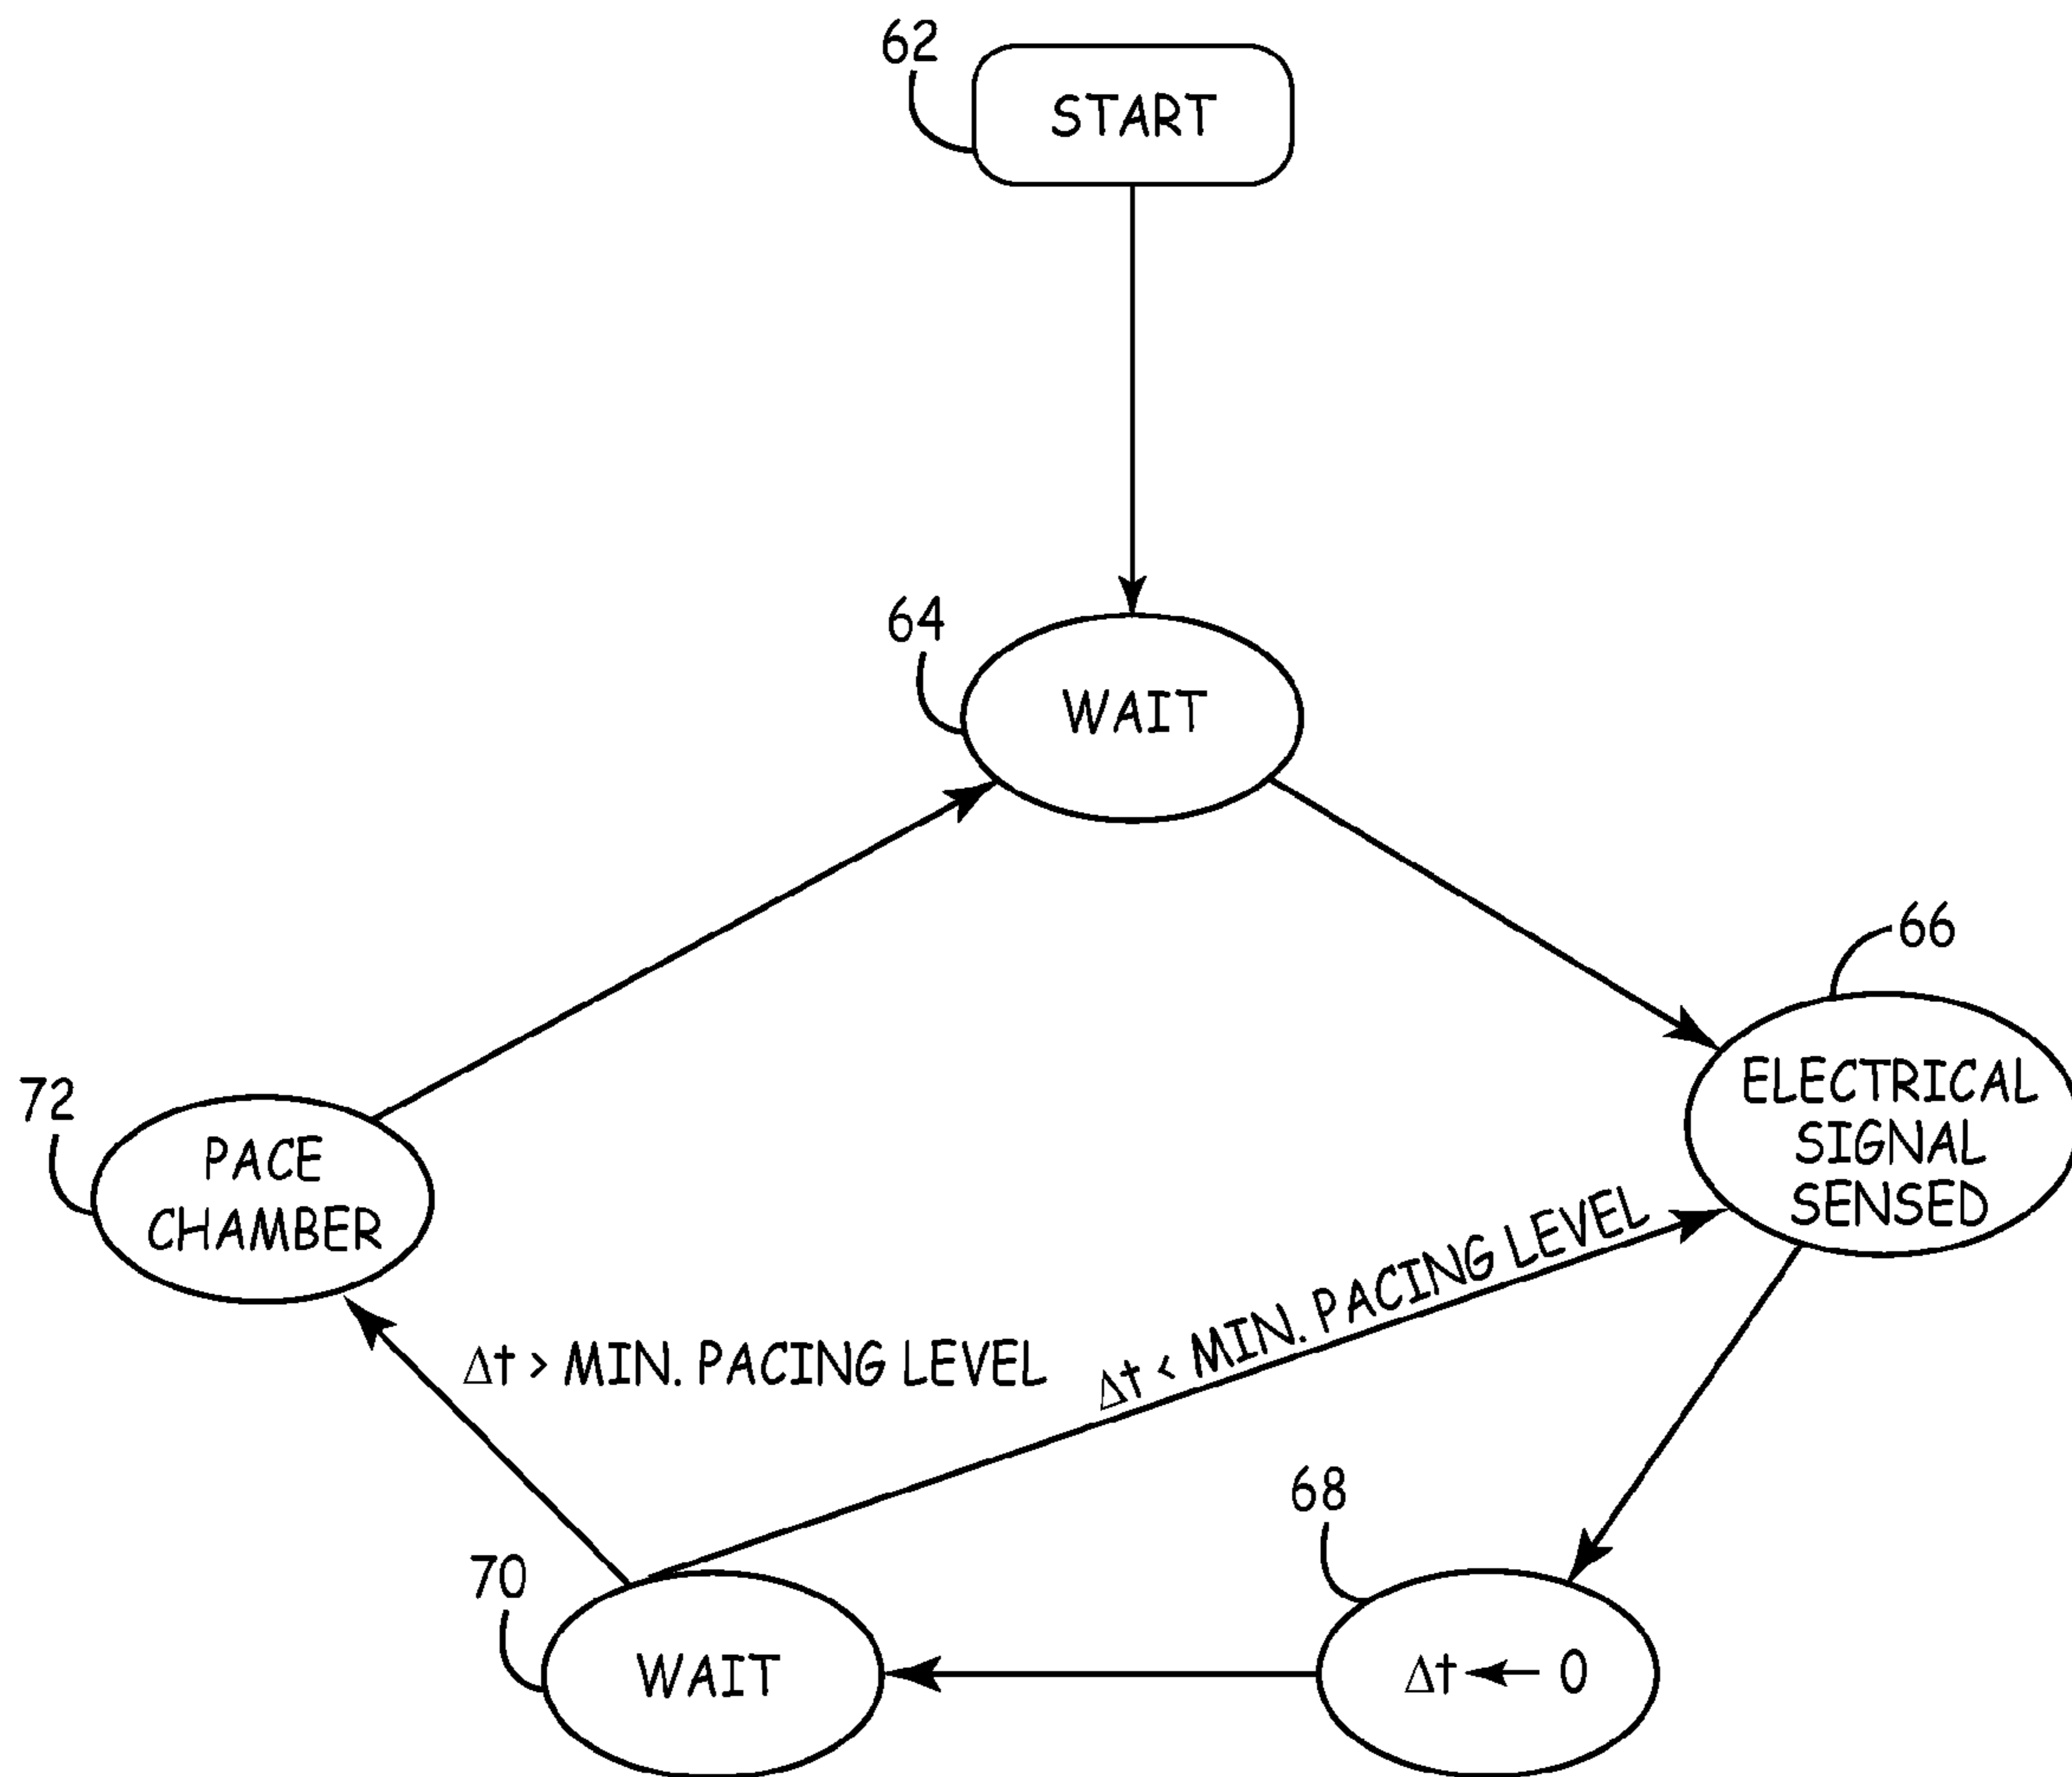 62
START
64
WAIT
66
ELECTRICAL
SIGNAL
SENSED
72
PACE
CHAMBER
Δt > MIN. PACING LEVEL
Δt < MIN. PACING LEVEL
68
Δt ← 0
70
WAIT